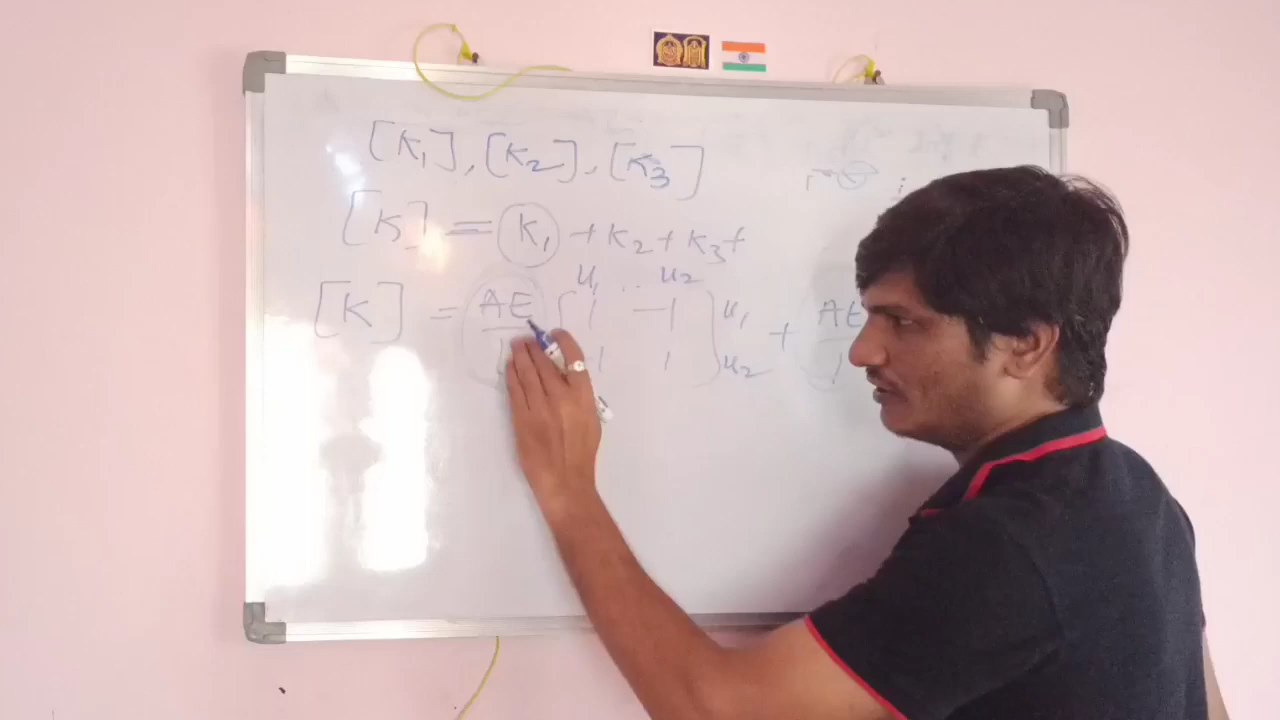 [K₁], [K₂], [K₃]
[K] = K₁ + K₂ + K₃ +
u₁ .. u₂
[K] = AE [ 1 -1 ] u₁ + AE
l -1 1 u₂ l